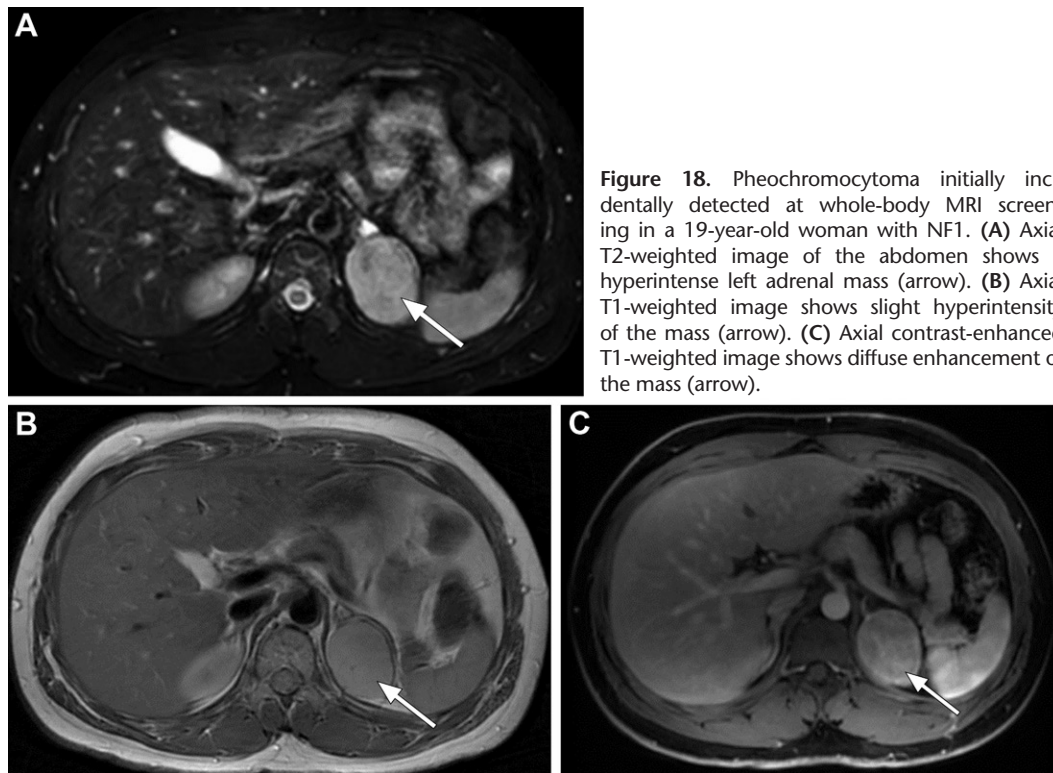 A
Figure 18. Pheochromocytoma initially inci
dentally detected at whole-body MRI screen
ing in a 19-year-old woman with NF1. (A) Axia
T2-weighted image of the abdomen shows
hyperintense left adrenal mass (arrow). (B) Axia
T1-weighted image shows slight hyperintensit
of the mass (arrow). (C) Axial contrast-enhanced
T1-weighted image shows diffuse enhancement o
the mass (arrow).
B
C